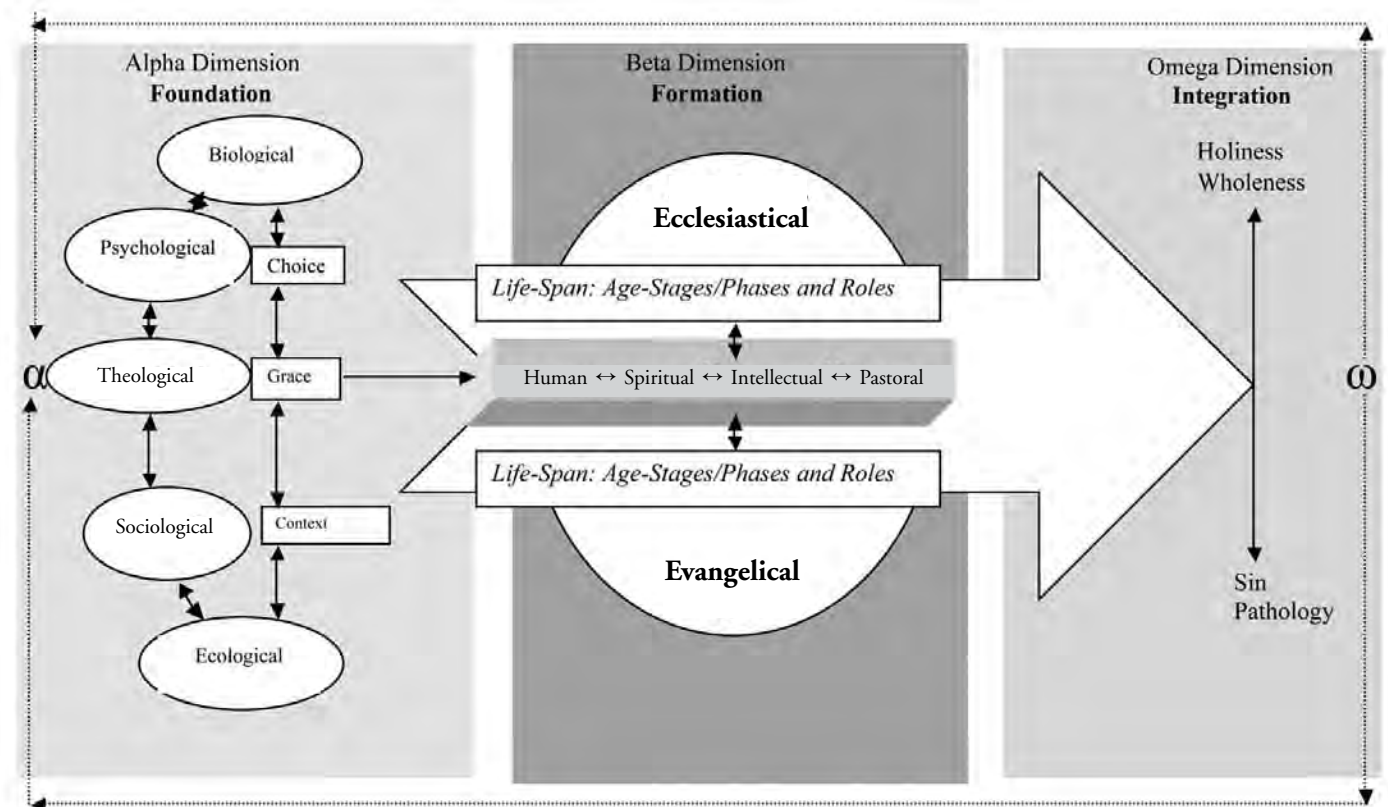 Alpha Dimension
Foundation
Biological
Psychological
Choice
α
Theological
Grace
Sociological
Context
Ecological
Beta Dimension
Formation
Ecclesiastical
Life-Span: Age-Stages/Phases and Roles
Human ↔ Spiritual ↔ Intellectual ↔ Pastoral
Life-Span: Age-Stages/Phases and Roles
Evangelical
Omega Dimension
Integration
Holiness
Wholeness
ω
Sin
Pathology